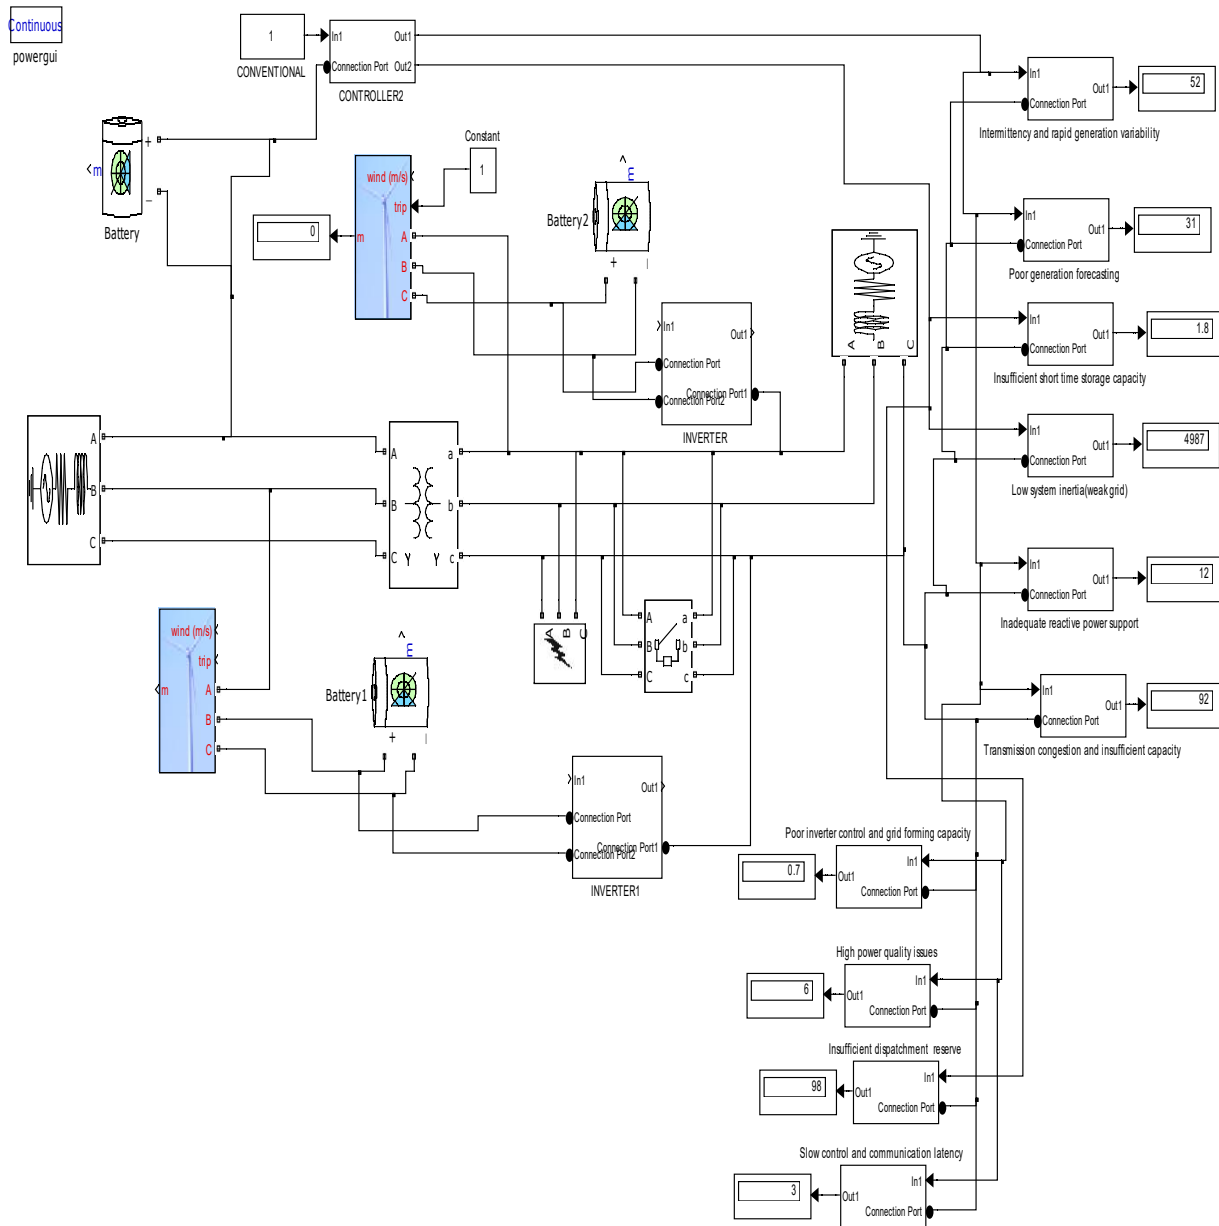 Continuous
powergui
1
CONVENTIONAL
In1
Connection Port
Out1
Out2
CONTROLLER2
+
_
m
Battery
Constant
1
wind (m/s)
trip
A
B
C
m
0
Battery2
m
+
_
In1
Connection Port
Connection Port2
Out1
Connection Port1
INVERTER
A
B
C
In1
Connection Port
Out1
52
Intermittency and rapid generation variability
In1
Connection Port
Out1
31
Poor generation forecasting
In1
Connection Port
Out1
1.8
Insufficient short time storage capacity
In1
Connection Port
Out1
4987
Low system inertia(weak grid)
In1
Connection Port
Out1
12
Inadequate reactive power support
In1
Connection Port
Out1
92
Transmission congestion and insufficient capacity
A
B
C
A
B
C
Y
Y
a
b
c
A
B
C
A
B
C
a
b
c
wind (m/s)
trip
A
B
C
m
Battery1
m
+
_
In1
Connection Port
Connection Port2
Out1
Connection Port1
INVERTER1
Poor inverter control and grid forming capacity
In1
Connection Port
Out1
0.7
High power quality issues
In1
Connection Port
Out1
6
Insufficient dispatchment reserve
In1
Connection Port
Out1
98
Slow control and communication latency
In1
Connection Port
Out1
3